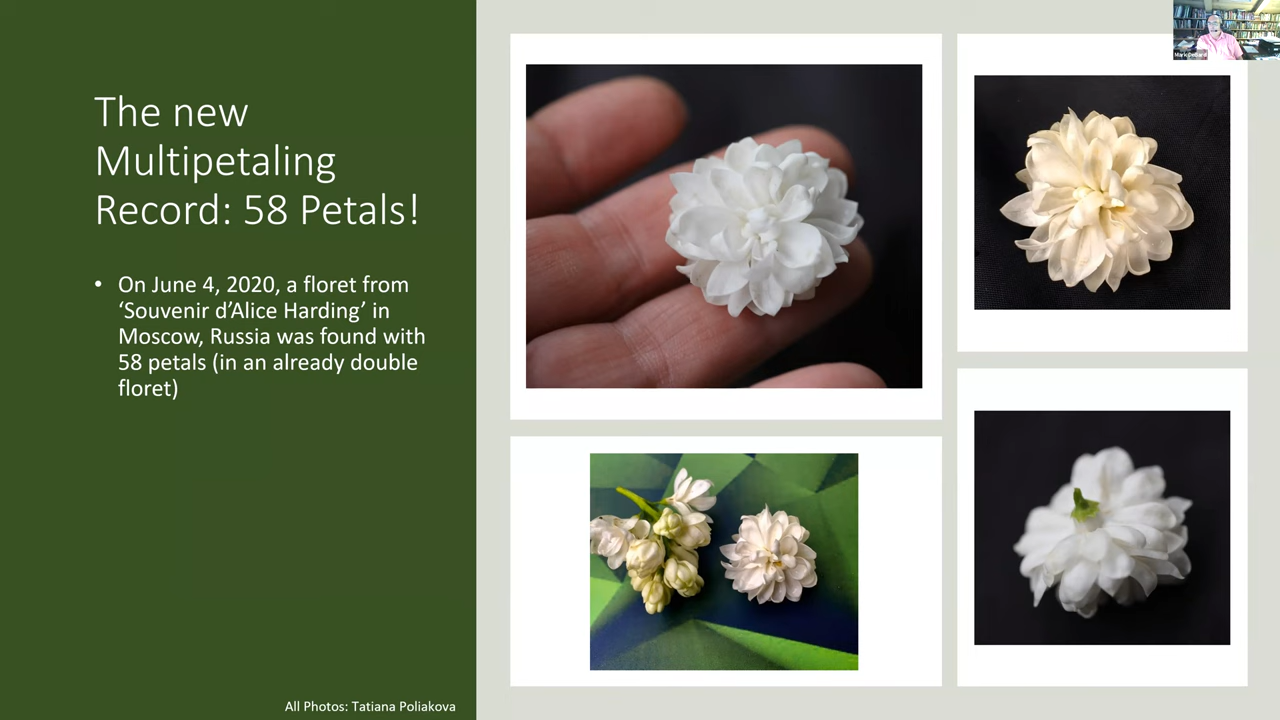 The new
Multipetaling
Record: 58 Petals!
• On June 4, 2020, a floret from
‘Souvenir d’Alice Harding’ in
Moscow, Russia was found with
58 petals (in an already double
floret)
All Photos: Tatiana Poliakova